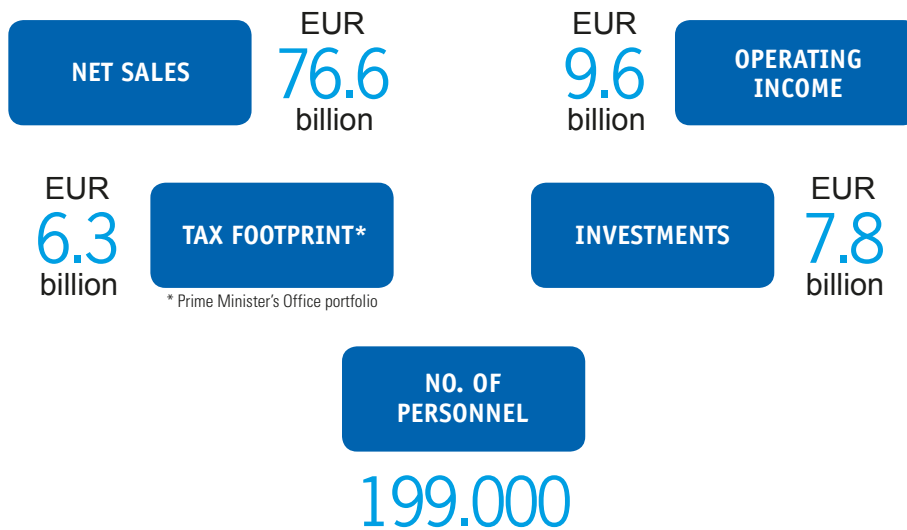 NET SALES
EUR
76.6
billion
EUR
9.6
billion
OPERATING
INCOME
EUR
6.3
billion
TAX FOOTPRINT*
* Prime Minister's Office portfolio
INVESTMENTS
EUR
7.8
billion
NO. OF
PERSONNEL
199.000